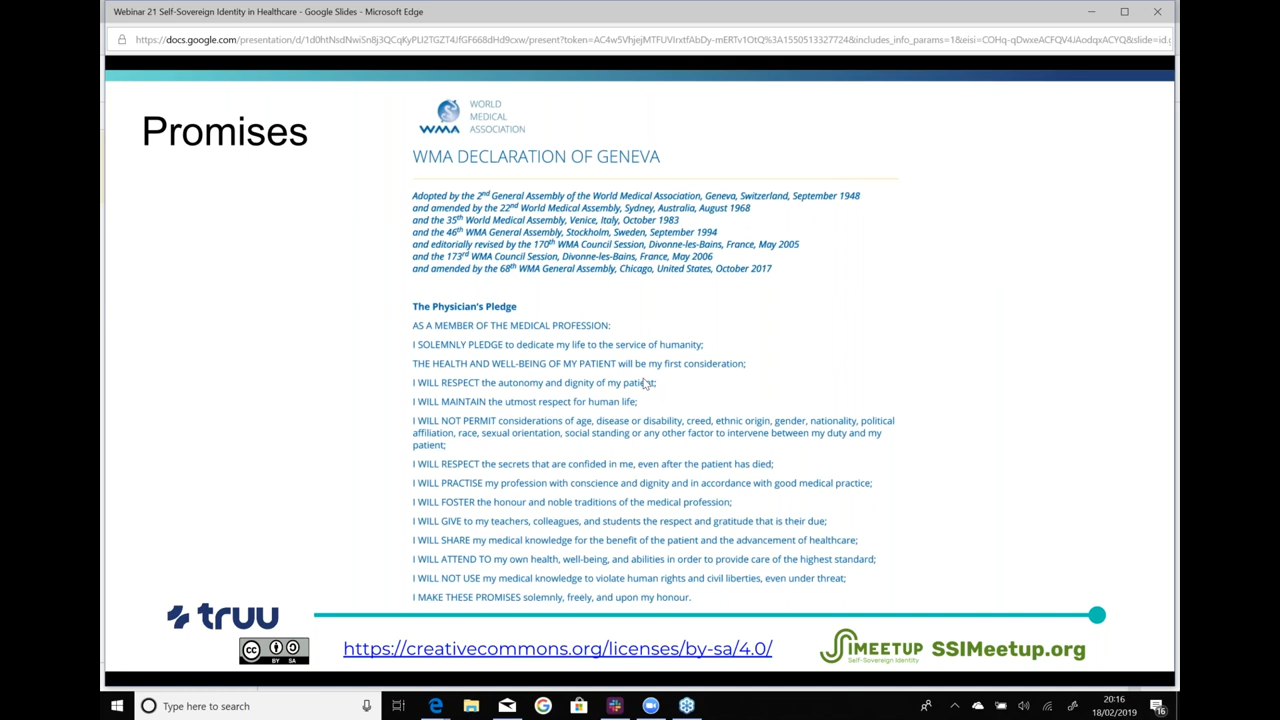 Webinar 21 Self-Sovereign Identity in Healthcare - Google Slides - Microsoft Edge
Promises
WORLD
MEDICAL
ASSOCIATION
WMA
WMA DECLARATION OF GENEVA
Adopted by the 2nd General Assembly of the World Medical Association, Geneva, Switzerland, September 1948
and amended by the 22nd World Medical Assembly, Sydney, Australia, August 1968
and the 35th World Medical Assembly, Venice, Italy, October 1983
and the 46th WMA General Assembly, Stockholm, Sweden, September 1994
and editorially revised by the 170th WMA Council Session, Divonne-les-Bains, France, May 2005
and the 173rd WMA Council Session, Divonne-les-Bains, France, May 2006
and amended by the 68th WMA General Assembly, Chicago, United States, October 2017
The Physician's Pledge
AS A MEMBER OF THE MEDICAL PROFESSION:
I SOLEMNLY PLEDGE to dedicate my life to the service of humanity;
THE HEALTH AND WELL-BEING OF MY PATIENT will be my first consideration;
I WILL RESPECT the autonomy and dignity of my patient;
I WILL MAINTAIN the utmost respect for human life;
I WILL NOT PERMIT considerations of age, disease or disability, creed, ethnic origin, gender, nationality, political
affiliation, race, sexual orientation, social standing or any other factor to intervene between my duty and my
patient;
I WILL RESPECT the secrets that are confided in me, even after the patient has died;
I WILL PRACTISE my profession with conscience and dignity and in accordance with good medical practice;
I WILL FOSTER the honour and noble traditions of the medical profession;
I WILL GIVE to my teachers, colleagues, and students the respect and gratitude that is their due;
I WILL SHARE my medical knowledge for the benefit of the patient and the advancement of healthcare;
I WILL ATTEND TO my own health, well-being, and abilities in order to provide care of the highest standard;
I WILL NOT USE my medical knowledge to violate human rights and civil liberties, even under threat;
I MAKE THESE PROMISES solemnly, freely, and upon my honour.
truu
cc BY SA
https://creativecommons.org/licenses/by-sa/4.0/
SSIMEETUP
Self-Sovereign Identity
SSIMeetup.org
Type here to search
20:16
18/02/2019
16